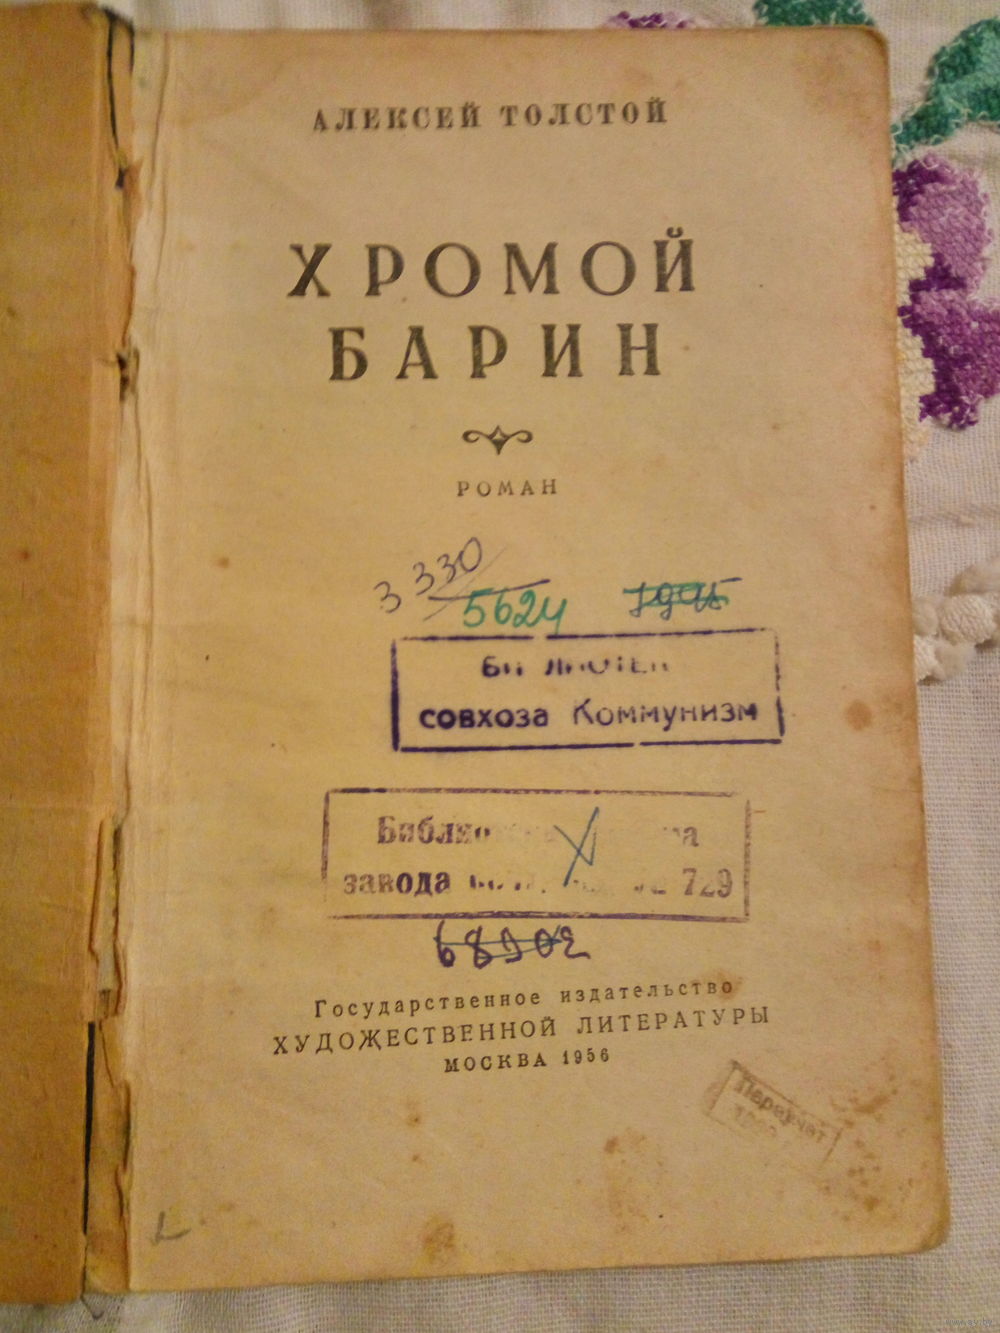 АЛЕКСЕЙ ТОЛСТОЙ
ХРОМОЙ
БАРИН
РОМАН
3 330
5624
совхоза Коммунизм
завода 729
68902
Государственное издательство
ХУДОЖЕСТВЕННОЙ ЛИТЕРАТУРЫ
МОСКВА 1956
Переучет